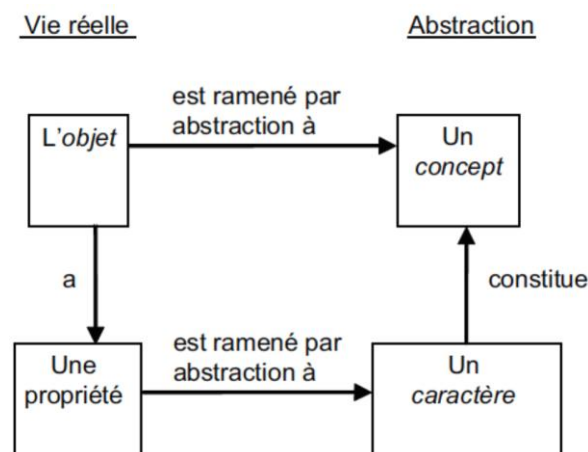 Vie réelle
Abstraction
est ramené par
abstraction à
L'objet
Un
concept
a
constitue
est ramené par
abstraction à
Une
propriété
Un
caractère